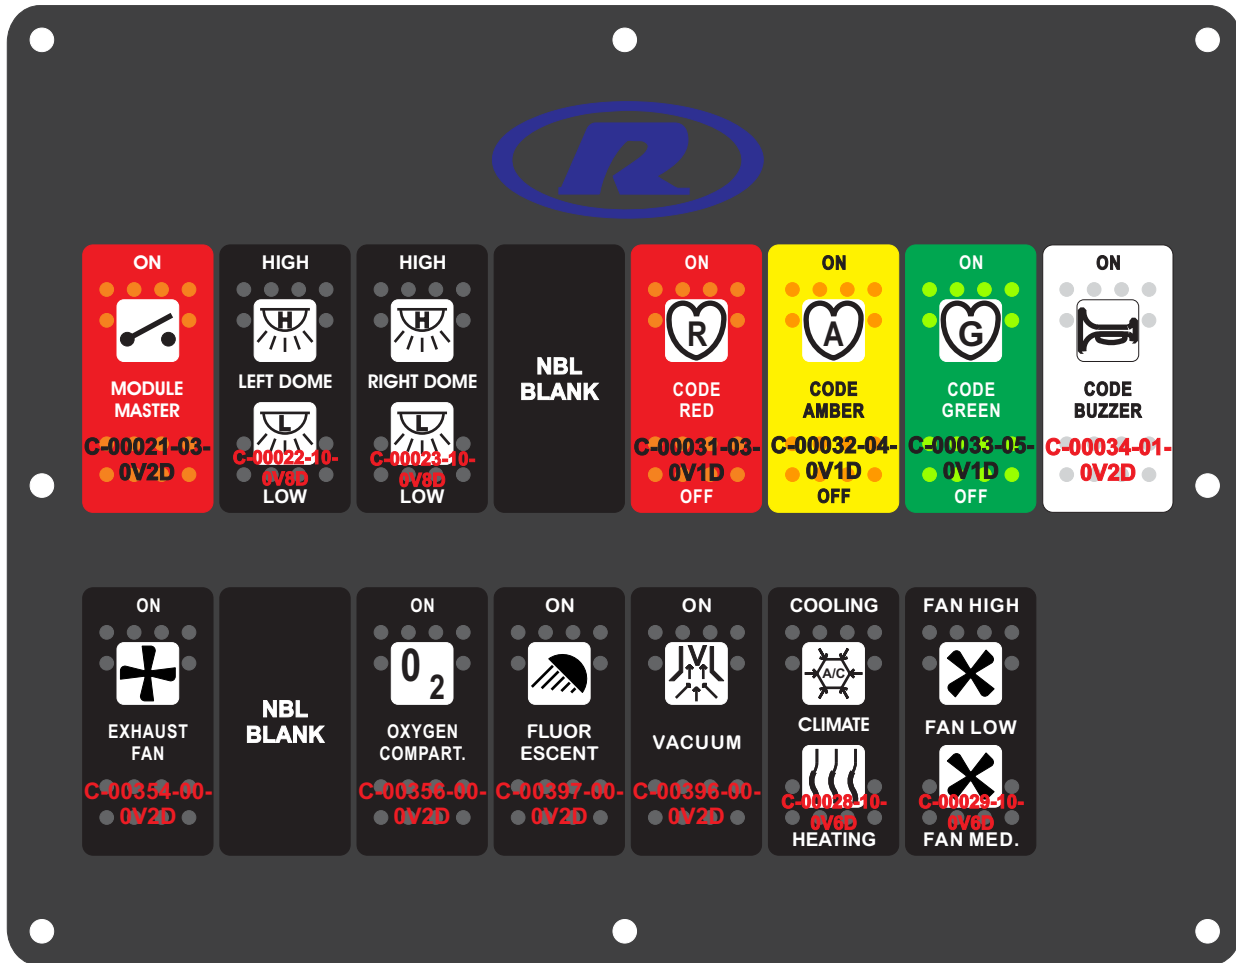 R
ON
HIGH
HIGH
ON
ON
ON
ON
H
H
R
A
G
MODULE
MASTER
LEFT DOME
RIGHT DOME
NBL
BLANK
CODE
RED
CODE
AMBER
CODE
GREEN
CODE
BUZZER
L
L
C-00021-03-
0V2D
C-00022-10-
0V8D
C-00023-10-
0V8D
C-00031-03-
0V1D
C-00032-04-
0V1D
C-00033-05-
0V1D
C-00034-01-
0V2D
LOW
LOW
OFF
OFF
OFF
ON
ON
ON
ON
COOLING
FAN HIGH
0 2
A/C
EXHAUST
FAN
NBL
BLANK
OXYGEN
COMPART.
FLUOR
ESCENT
VACUUM
CLIMATE
FAN LOW
C-00354-00-
0V2D
C-00356-00-
0V2D
C-00397-00-
0V2D
C-00396-00-
0V2D
C-00028-10-
0V6D
C-00029-10-
0V6D
HEATING
FAN MED.